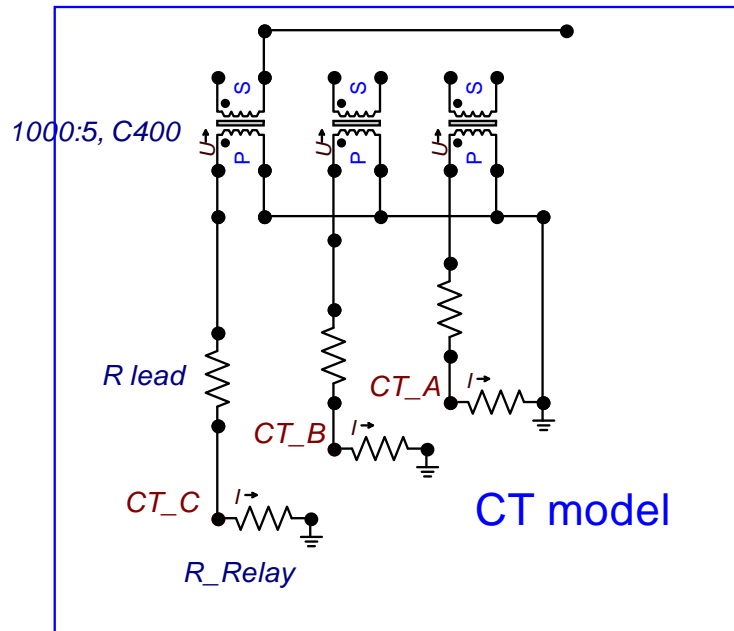 S S S
1000:5, C400
U U U
P P P
R lead
CT_A
I
CT_B
I
CT_C
I
CT model
R_Relay